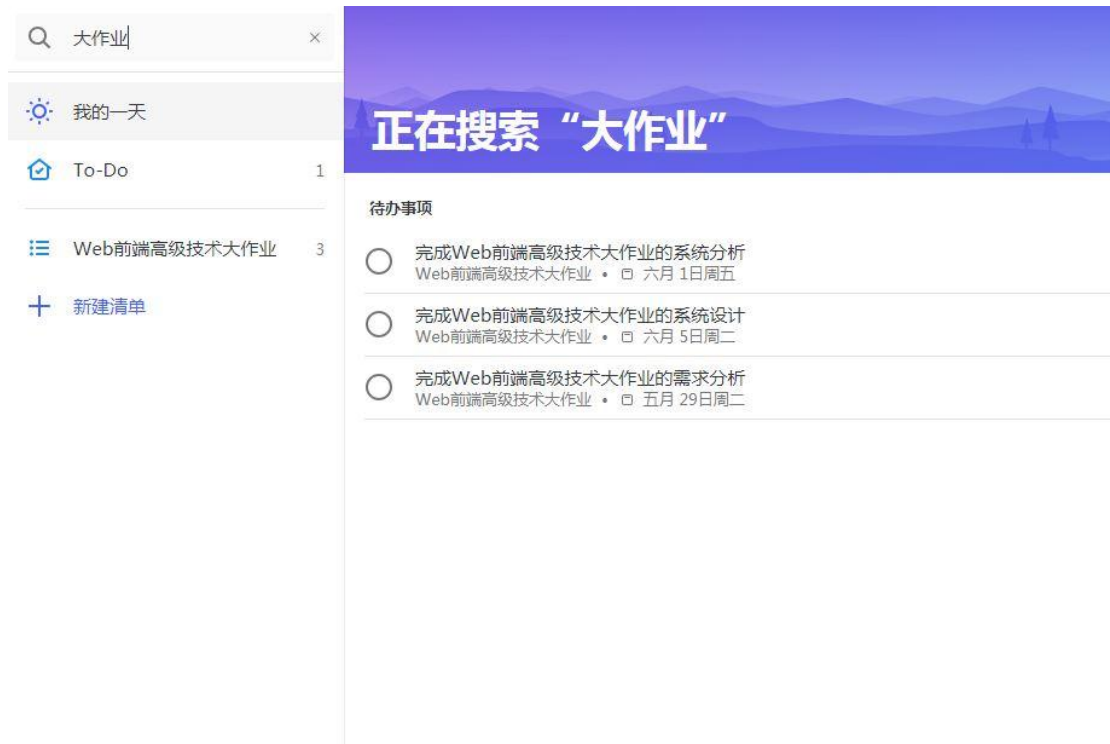 大作业
我的一天
To-Do 1
Web前端高级技术大作业 3
新建清单
正在搜索“大作业”
待办事项
完成Web前端高级技术大作业的系统分析
Web前端高级技术大作业 • 六月 1日周五
完成Web前端高级技术大作业的系统设计
Web前端高级技术大作业 • 六月 5日周二
完成Web前端高级技术大作业的需求分析
Web前端高级技术大作业 • 五月 29日周二